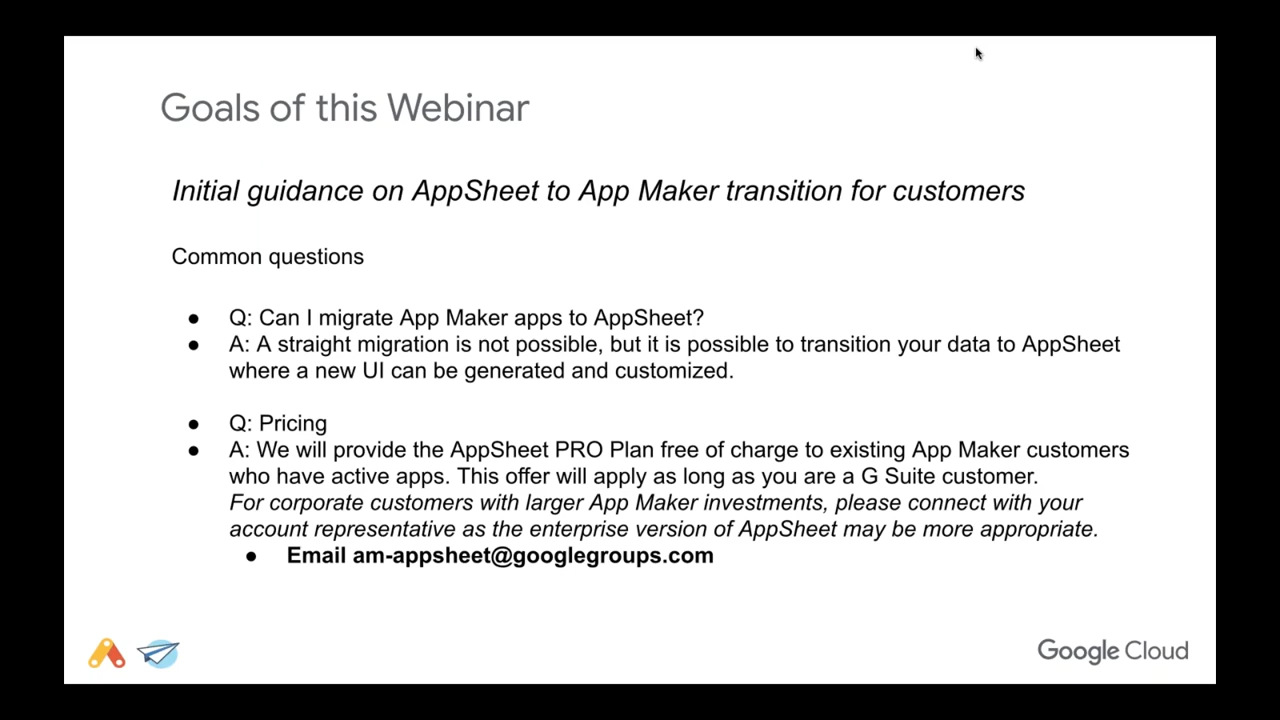 Goals of this Webinar
Initial guidance on AppSheet to App Maker transition for customers
Common questions
● Q: Can I migrate App Maker apps to AppSheet?
● A: A straight migration is not possible, but it is possible to transition your data to AppSheet
where a new UI can be generated and customized.
● Q: Pricing
● A: We will provide the AppSheet PRO Plan free of charge to existing App Maker customers
who have active apps. This offer will apply as long as you are a G Suite customer.
For corporate customers with larger App Maker investments, please connect with your
account representative as the enterprise version of AppSheet may be more appropriate.
● Email am-appsheet@googlegroups.com
Google Cloud